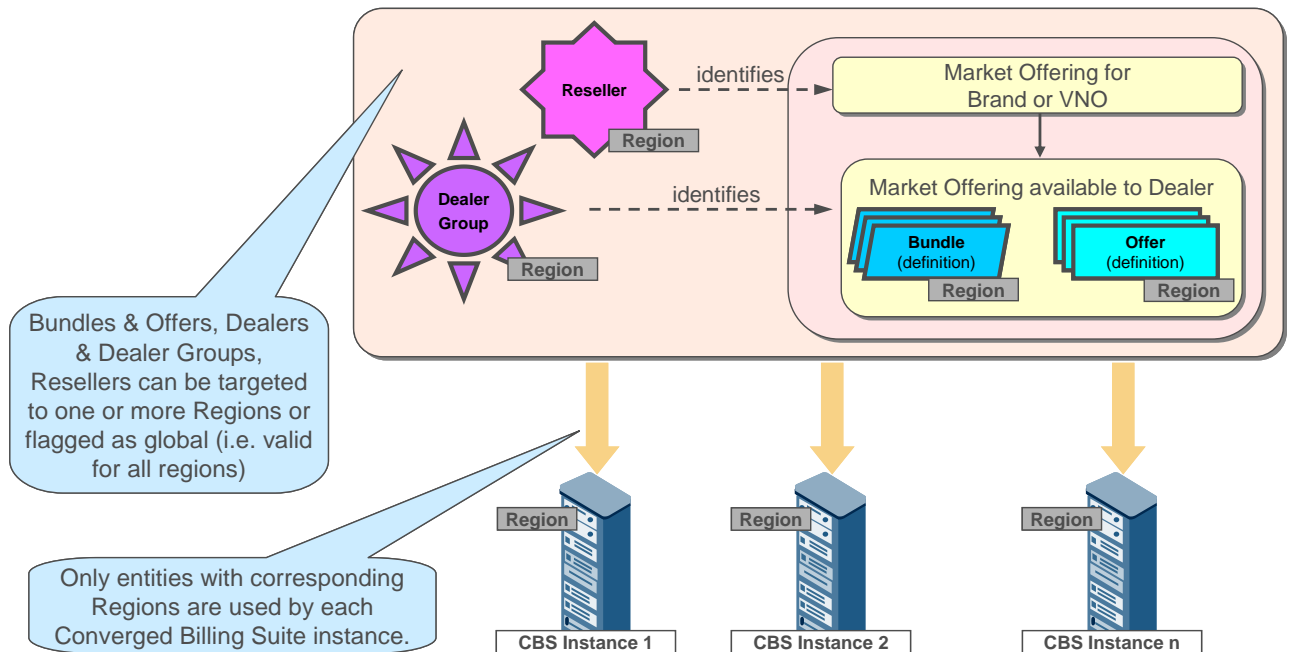 Reseller
Region
identifies
Market Offering for
Brand or VNO
Dealer
Group
Region
identifies
Market Offering available to Dealer
Bundle
(definition)
Region
Offer
(definition)
Region
Bundles & Offers, Dealers
& Dealer Groups,
Resellers can be targeted
to one or more Regions or
flagged as global (i.e. valid
for all regions)
Only entities with corresponding
Regions are used by each
Converged Billing Suite instance.
Region
CBS Instance 1
Region
CBS Instance 2
Region
CBS Instance n